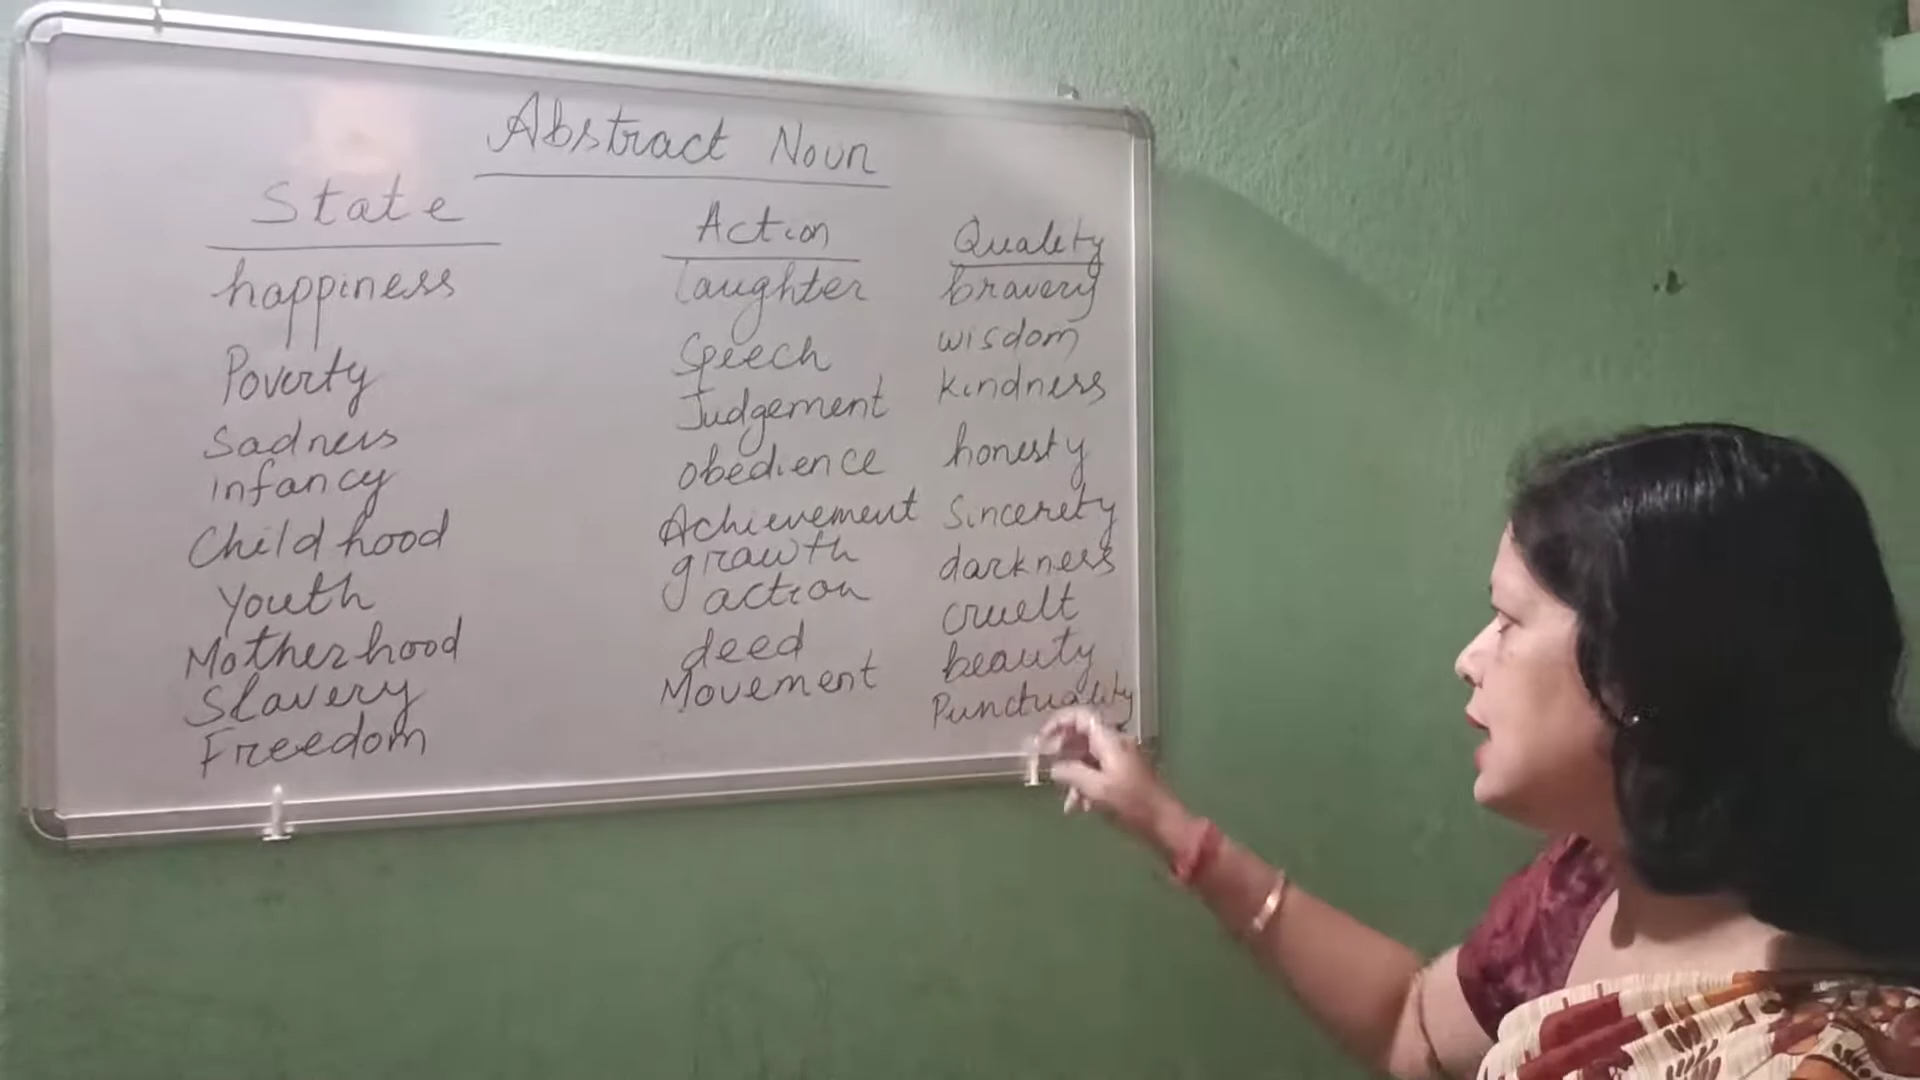 Abstract Noun
State
happiness
Poverty
Sadness
infancy
Childhood
Youth
Motherhood
Slavery
Freedom
Action
laughter
Speech
Judgement
obedience
Achievement
growth
action
deed
Movement
Quality
bravery
wisdom
kindness
honesty
Sincerety
darkness
cruelt
beauty
Punctuality